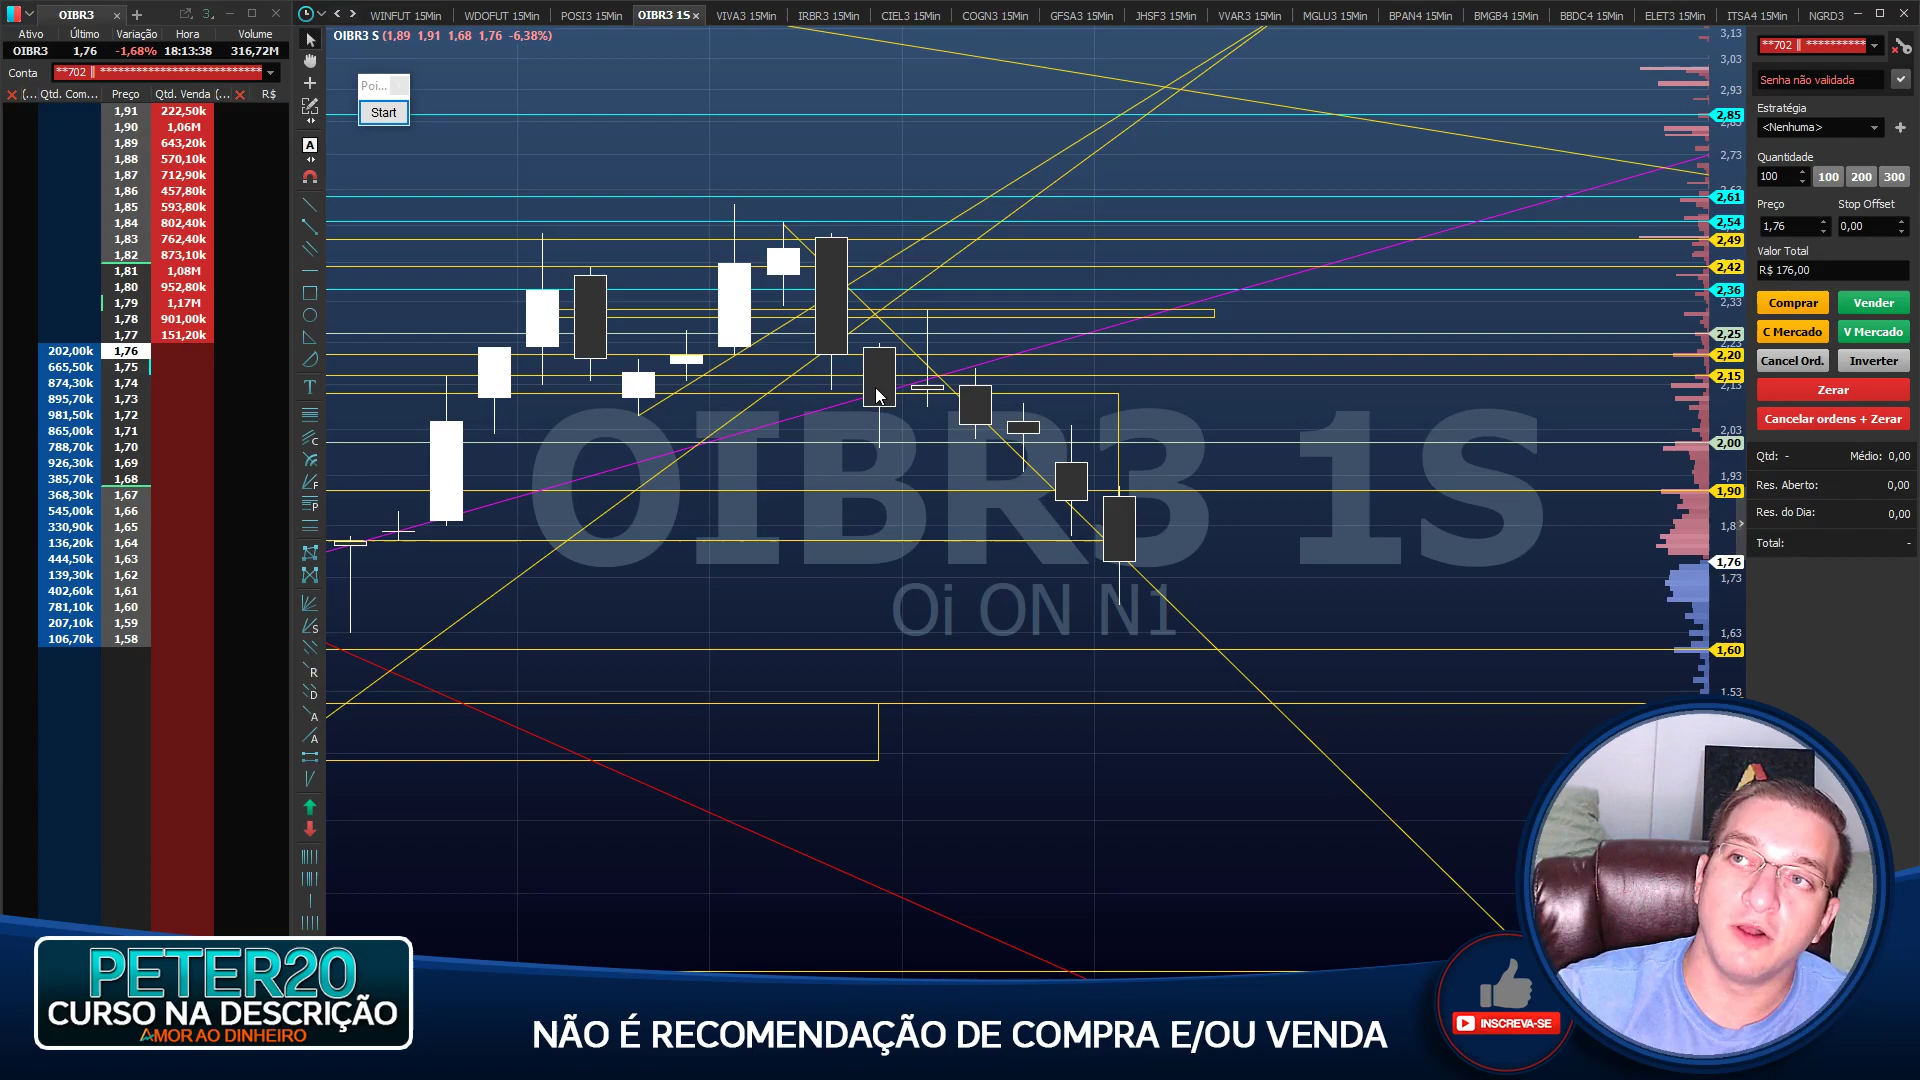 OIBR3
Ativo Último Variação Hora Volume
OIBR3 1,76 -1,68% 18:13:38 316,72M
Conta **702 || ****************************
(... Qtd. Com... Preço Qtd. Venda (... R$
1,91 222,50k
1,90 1,06M
1,89 643,20k
1,88 570,10k
1,87 712,90k
1,86 457,80k
1,85 593,80k
1,84 802,40k
1,83 762,40k
1,82 873,10k
1,81 1,08M
1,80 952,80k
1,79 1,17M
1,78 901,00k
1,77 151,20k
202,00k 1,76
665,50k 1,75
874,30k 1,74
895,70k 1,73
981,50k 1,72
865,00k 1,71
788,70k 1,70
926,30k 1,69
385,70k 1,68
368,30k 1,67
545,00k 1,66
330,90k 1,65
136,20k 1,64
444,50k 1,63
139,30k 1,62
402,60k 1,61
781,10k 1,60
207,10k 1,59
106,70k 1,58
WINFUT 15Min WDOFUT 15Min POSI3 15Min OIBR3 1S VIVA3 15Min IRBR3 15Min CIEL3 15Min COGN3 15Min GFSA3 15Min JHSF3 15Min VVAR3 15Min MGLU3 15Min BPAN4 15Min BMGB4 15Min BBDC4 15Min ELET3 15Min ITSA4 15Min NGRD3
OIBR3 S (1,89 1,91 1,68 1,76 -6,38%)
Poi...
Start
OIBR3 1S
Oi ON N1
3,13
3,03
2,93
2,85
2,73
2,61
2,54
2,49
2,42
2,36
2,33
2,25
2,20
2,15
2,13
2,03
2,00
1,93
1,90
1,76
1,73
1,63
1,60
1,53
**702 || **********
Senha não validada
Estratégia
<Nenhuma>
Quantidade
100 100 200 300
Preço Stop Offset
1,76 0,00
Valor Total
R$ 176,00
Comprar Vender
C Mercado V Mercado
Cancel Ord. Inverter
Zerar
Cancelar ordens + Zerar
Qtd: - Médio: 0,00
Res. Aberto: 0,00
Res. do Dia: 0,00
Total: -
PETER20
CURSO NA DESCRIÇÃO
AMOR AO DINHEIRO
NÃO É RECOMENDAÇÃO DE COMPRA E/OU VENDA
INSCREVA-SE